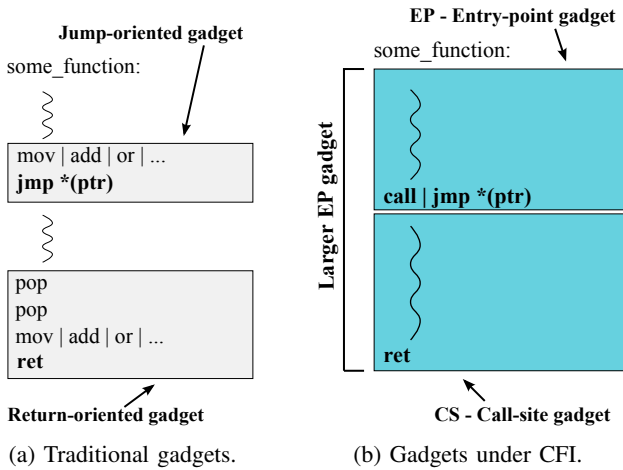 Jump-oriented gadget
some_function:
mov | add | or | ...
jmp *(ptr)
pop
pop
mov | add | or | ...
ret
Return-oriented gadget
(a) Traditional gadgets.
EP - Entry-point gadget
some_function:
Larger EP gadget
call | jmp *(ptr)
ret
CS - Call-site gadget
(b) Gadgets under CFI.